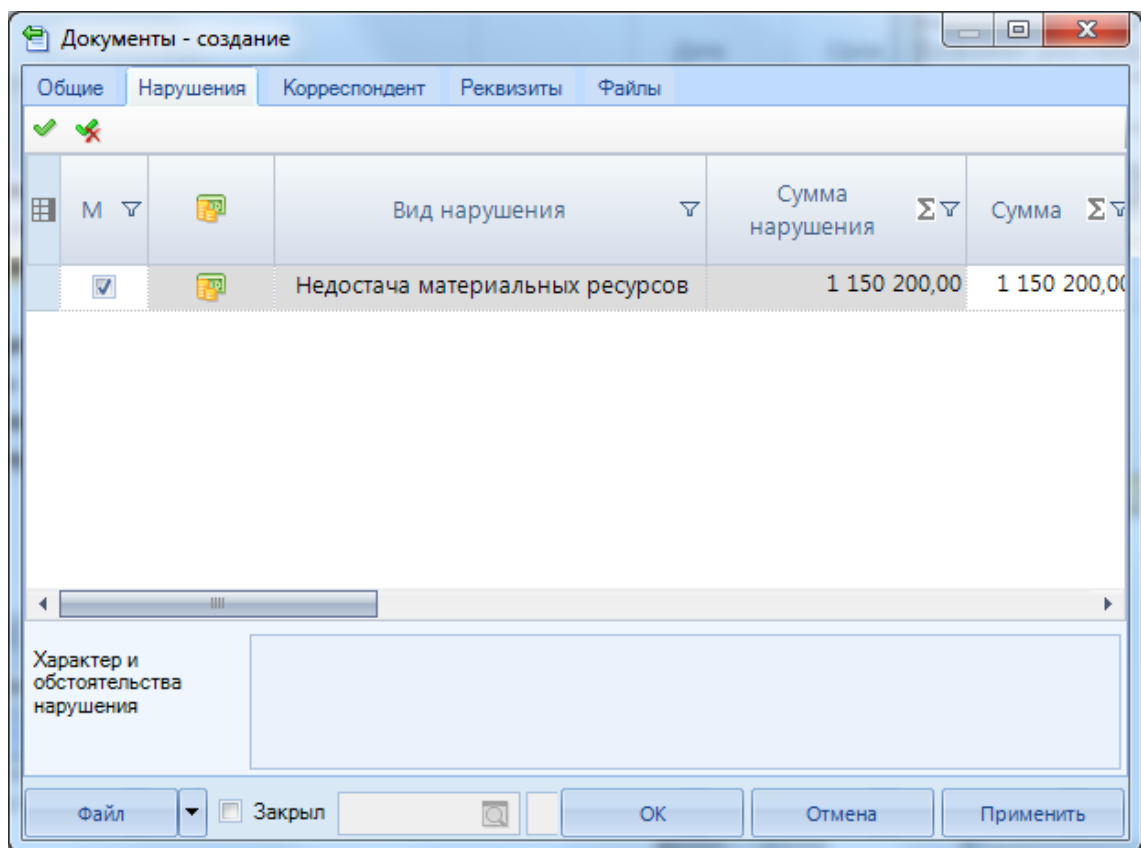 Документы - создание
Общие Нарушения Корреспондент Реквизиты Файлы
М Вид нарушения Сумма нарушения Σ Сумма Σ
Недостача материальных ресурсов 1 150 200,00 1 150 200,00
Характер и
обстоятельства
нарушения
Файл Закрыл ОК Отмена Применить